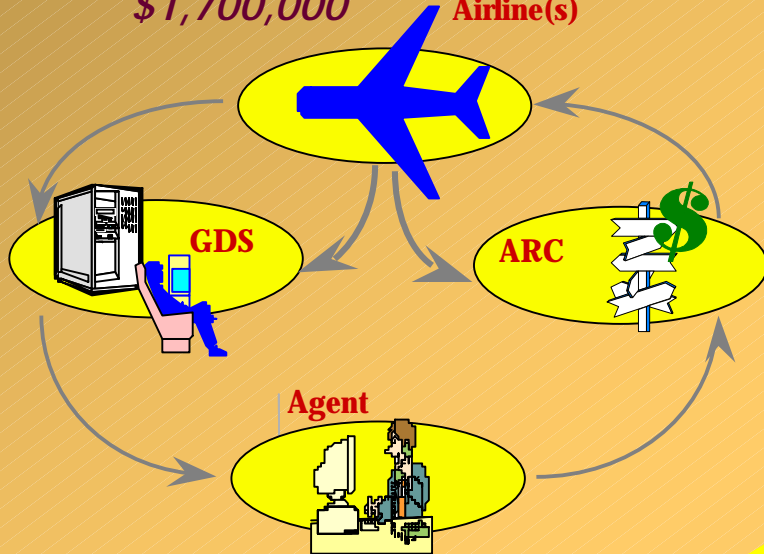 $1,700,000
Airline(s)
GDS
ARC
$
Agent